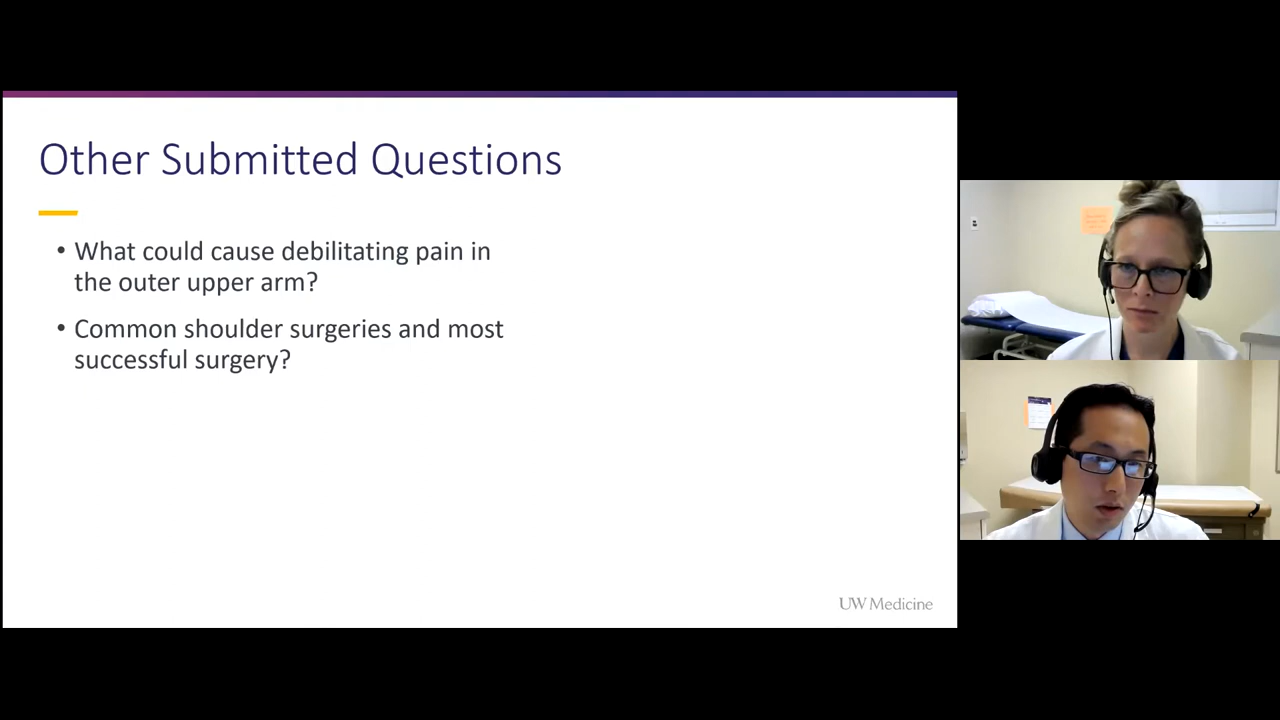 Other Submitted Questions
• What could cause debilitating pain in
the outer upper arm?
• Common shoulder surgeries and most
successful surgery?
UW Medicine